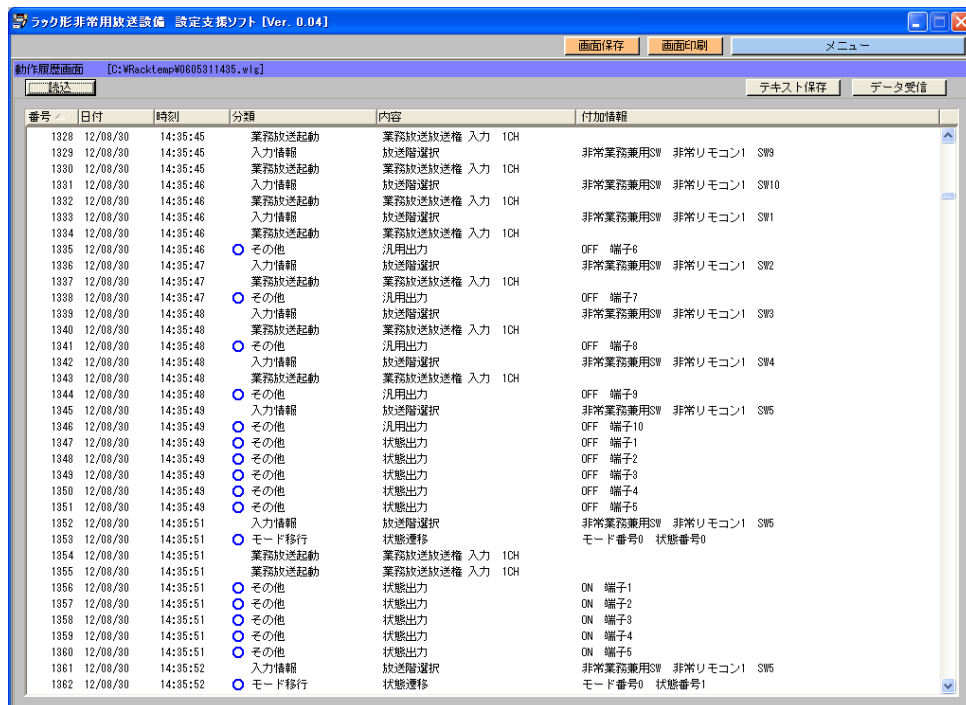 ラック形非常用放送設備 設定支援ソフト [Ver. 0.04]
画面保存 画面印刷 メニュー
動作履歴画面 [C:¥Racktemp¥0605311435.wlg]
読込 テキスト保存 データ受信
番号 日付 時刻 分類 内容 付加情報
1328 12/08/30 14:35:45 業務放送起動 業務放送放送権 入力 1CH
1329 12/08/30 14:35:45 入力情報 放送階選択 非常業務兼用SW 非常リモコン1 SW9
1330 12/08/30 14:35:45 業務放送起動 業務放送放送権 入力 1CH
1331 12/08/30 14:35:46 入力情報 放送階選択 非常業務兼用SW 非常リモコン1 SW10
1332 12/08/30 14:35:46 業務放送起動 業務放送放送権 入力 1CH
1333 12/08/30 14:35:46 入力情報 放送階選択 非常業務兼用SW 非常リモコン1 SW1
1334 12/08/30 14:35:46 業務放送起動 業務放送放送権 入力 1CH
1335 12/08/30 14:35:46 その他 汎用出力 OFF 端子6
1336 12/08/30 14:35:47 入力情報 放送階選択 非常業務兼用SW 非常リモコン1 SW2
1337 12/08/30 14:35:47 業務放送起動 業務放送放送権 入力 1CH
1338 12/08/30 14:35:47 その他 汎用出力 OFF 端子7
1339 12/08/30 14:35:48 入力情報 放送階選択 非常業務兼用SW 非常リモコン1 SW3
1340 12/08/30 14:35:48 業務放送起動 業務放送放送権 入力 1CH
1341 12/08/30 14:35:48 その他 汎用出力 OFF 端子8
1342 12/08/30 14:35:48 入力情報 放送階選択 非常業務兼用SW 非常リモコン1 SW4
1343 12/08/30 14:35:48 業務放送起動 業務放送放送権 入力 1CH
1344 12/08/30 14:35:48 その他 汎用出力 OFF 端子9
1345 12/08/30 14:35:49 入力情報 放送階選択 非常業務兼用SW 非常リモコン1 SW5
1346 12/08/30 14:35:49 その他 汎用出力 OFF 端子10
1347 12/08/30 14:35:49 その他 状態出力 OFF 端子1
1348 12/08/30 14:35:49 その他 状態出力 OFF 端子2
1349 12/08/30 14:35:49 その他 状態出力 OFF 端子3
1350 12/08/30 14:35:49 その他 状態出力 OFF 端子4
1351 12/08/30 14:35:49 その他 状態出力 OFF 端子5
1352 12/08/30 14:35:51 入力情報 放送階選択 非常業務兼用SW 非常リモコン1 SW5
1353 12/08/30 14:35:51 モード移行 状態遷移 モード番号0 状態番号0
1354 12/08/30 14:35:51 業務放送起動 業務放送放送権 入力 1CH
1355 12/08/30 14:35:51 業務放送起動 業務放送放送権 入力 1CH
1356 12/08/30 14:35:51 その他 状態出力 ON 端子1
1357 12/08/30 14:35:51 その他 状態出力 ON 端子2
1358 12/08/30 14:35:51 その他 状態出力 ON 端子3
1359 12/08/30 14:35:51 その他 状態出力 ON 端子4
1360 12/08/30 14:35:51 その他 状態出力 ON 端子5
1361 12/08/30 14:35:52 入力情報 放送階選択 非常業務兼用SW 非常リモコン1 SW5
1362 12/08/30 14:35:52 モード移行 状態遷移 モード番号0 状態番号1